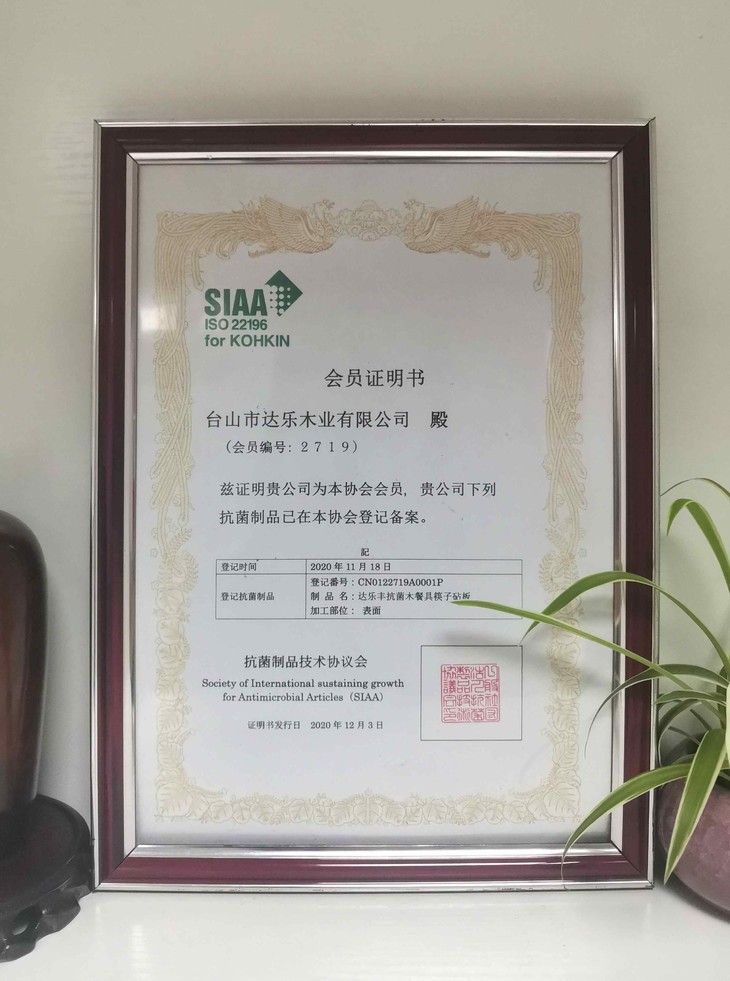 SIAA
ISO 22196
for KOHKIN
会员证明书
台山市达乐木业有限公司 殿
（会员编号：２７１９）
兹证明贵公司为本协会会员，贵公司下列
抗菌制品已在本协会登记备案。
记
登记时间 2020 年 11 月 18 日
登记番号：CN0122719A0001P
登记抗菌制品 制 品 名：达乐丰抗菌木餐具筷子砧板
加工部位： 表面
抗菌制品技术协议会
Society of International sustaining growth
for Antimicrobial Articles（SIAA）
证明书发行日 2020 年 12 月 3 日